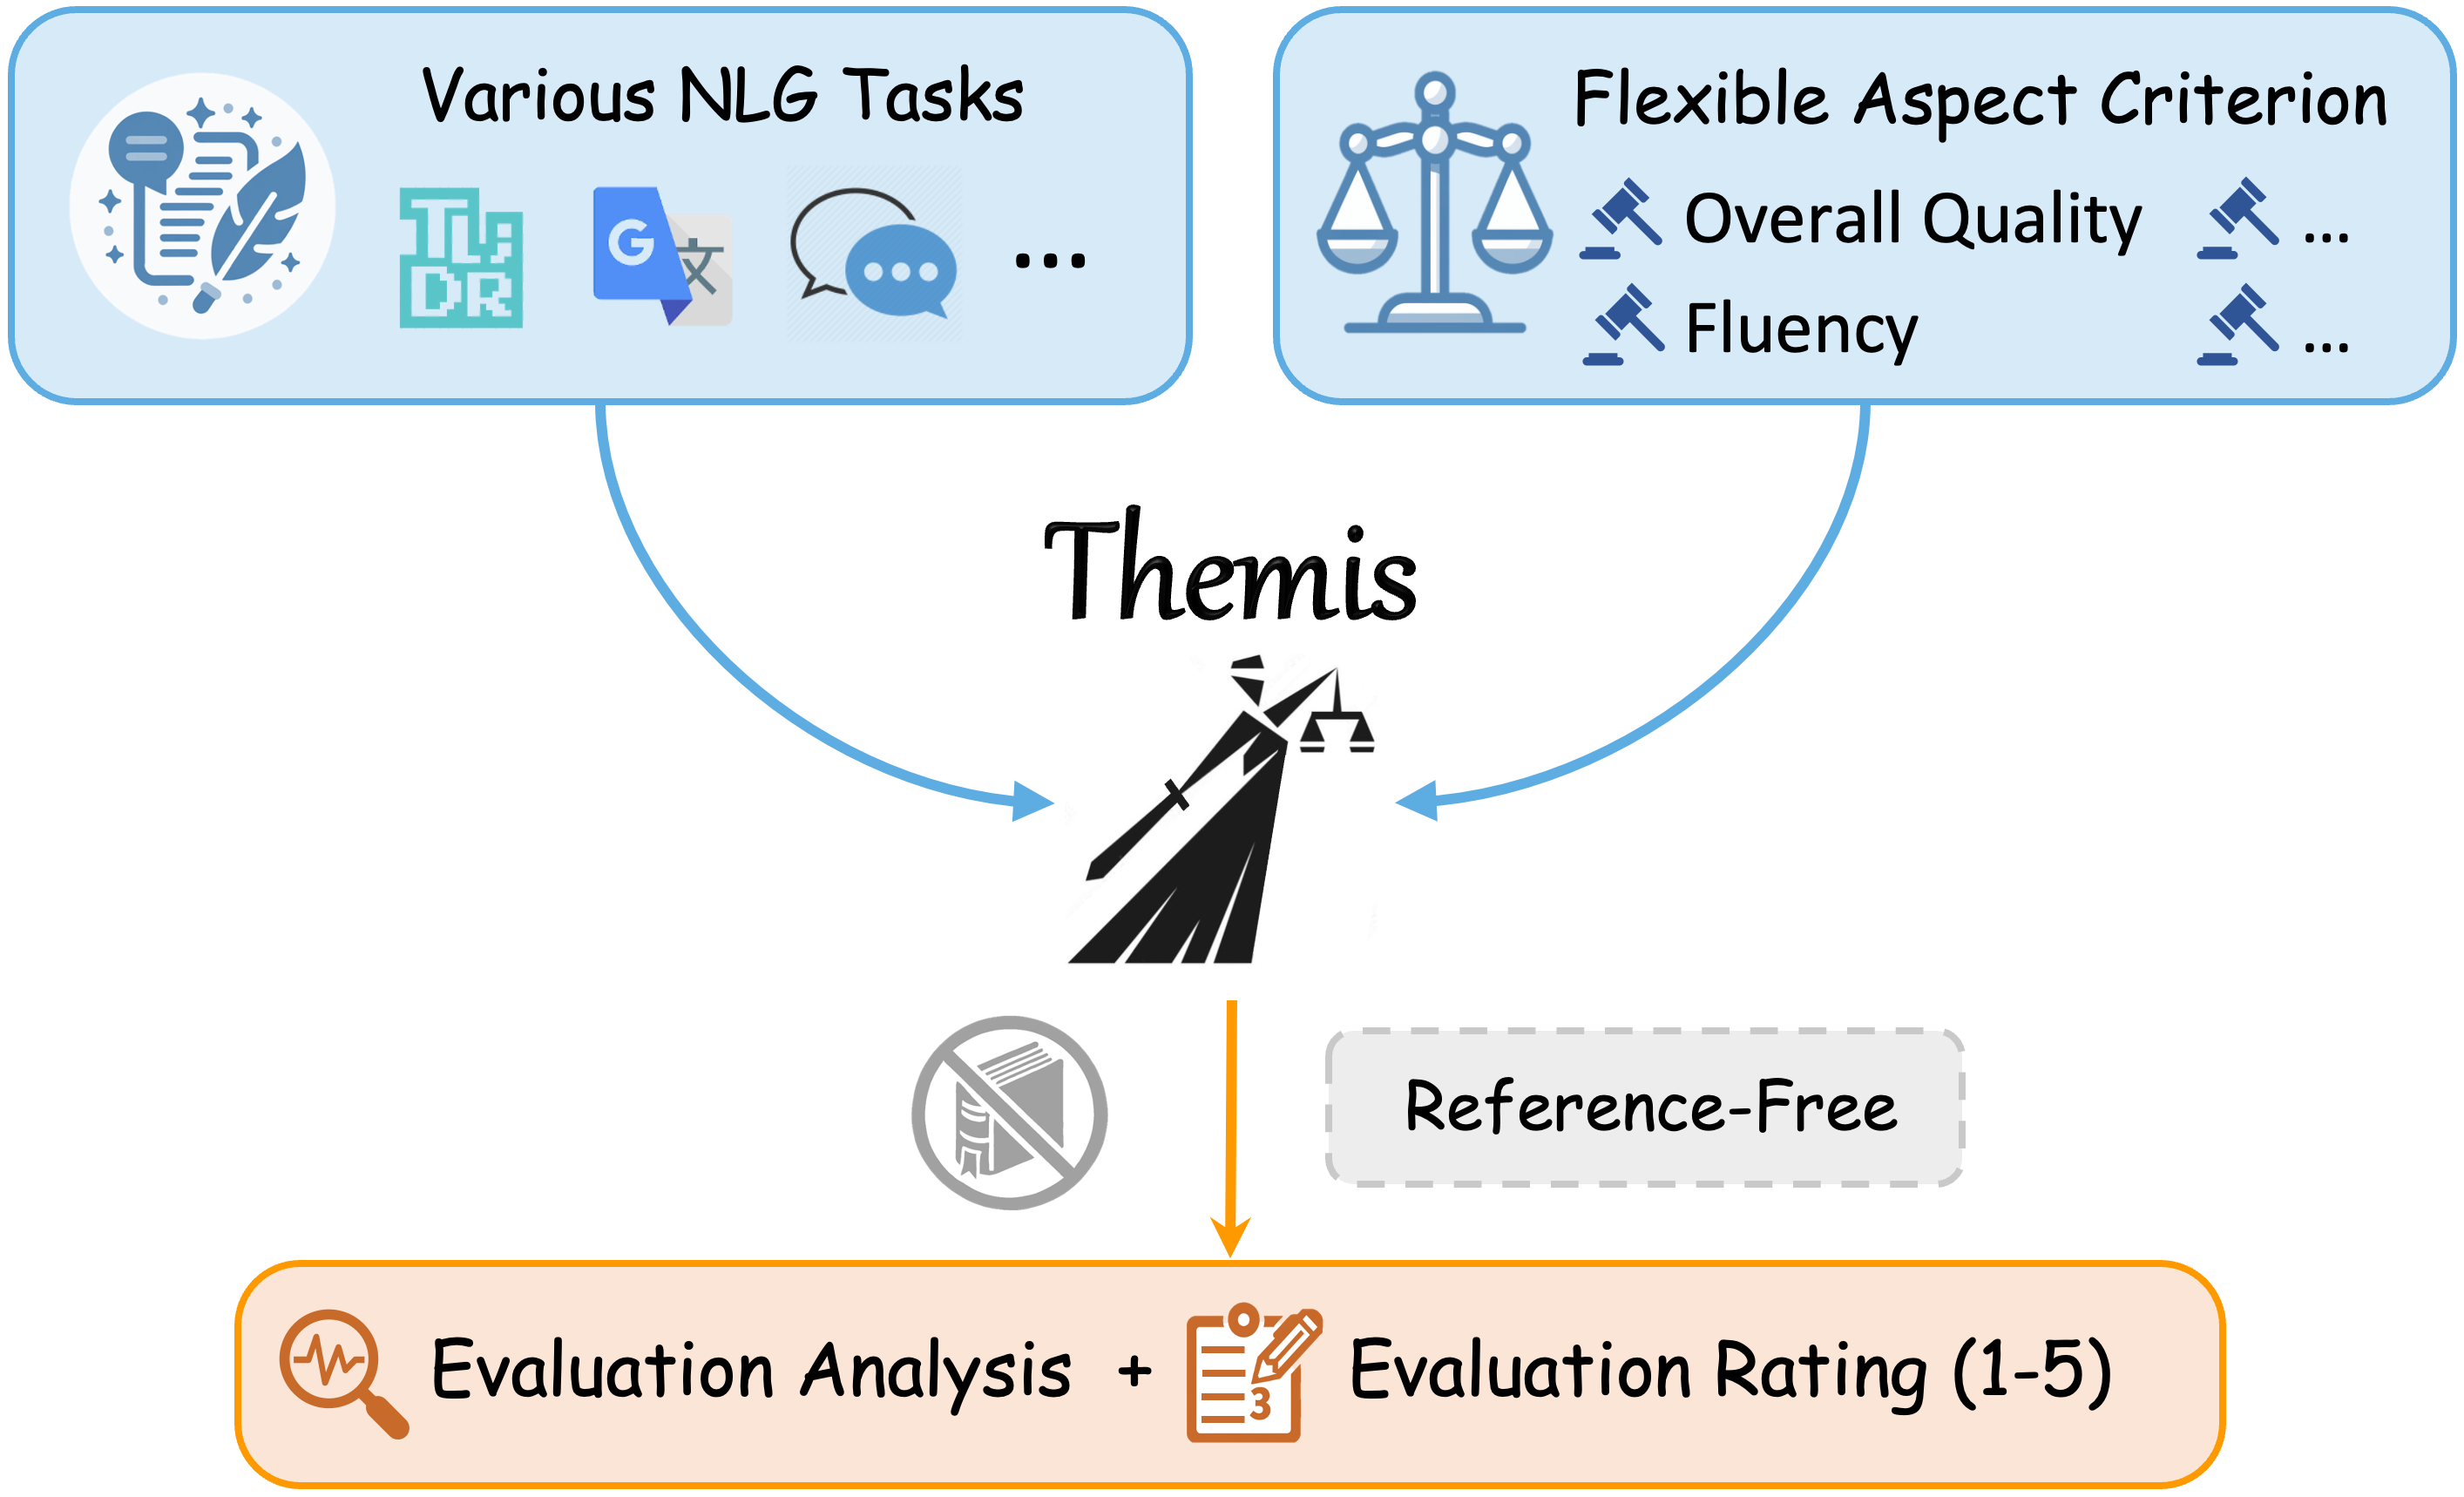 Various NLG Tasks
TL;
DR
G 文
...
Flexible Aspect Criterion
Overall Quality
...
Fluency
...
Themis
Reference-Free
Evaluation Analysis + 3 Evaluation Rating (1-5)